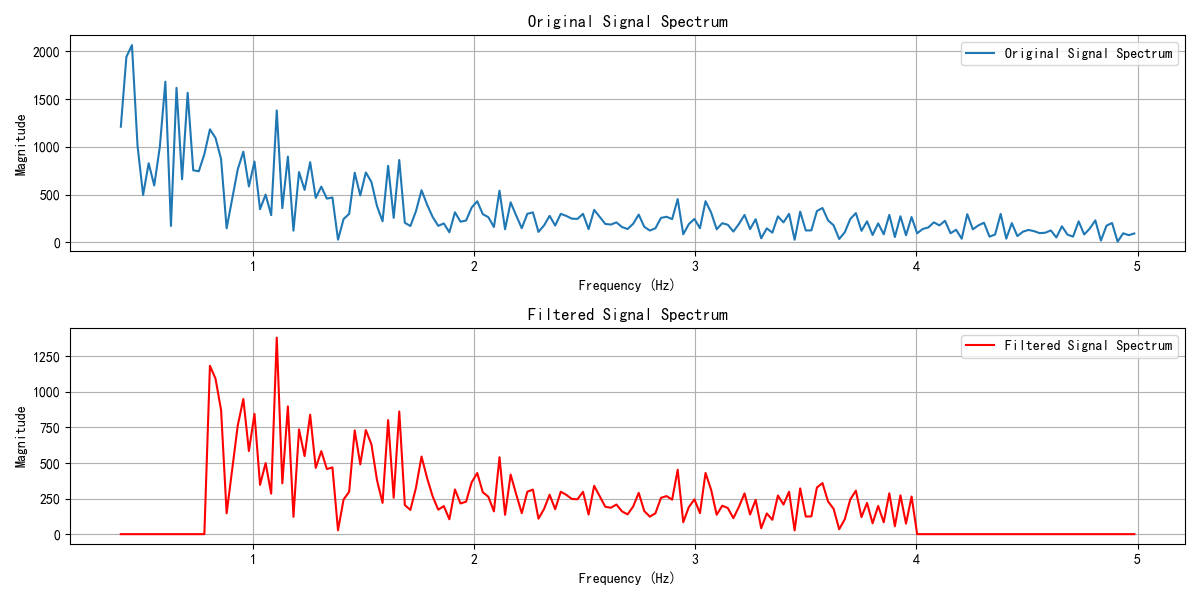 Original Signal Spectrum
Original Signal Spectrum
2000
1500
1000
500
0
Magnitude
1 2 3 4 5
Frequency (Hz)
Filtered Signal Spectrum
Filtered Signal Spectrum
1250
1000
750
500
250
0
Magnitude
1 2 3 4 5
Frequency (Hz)